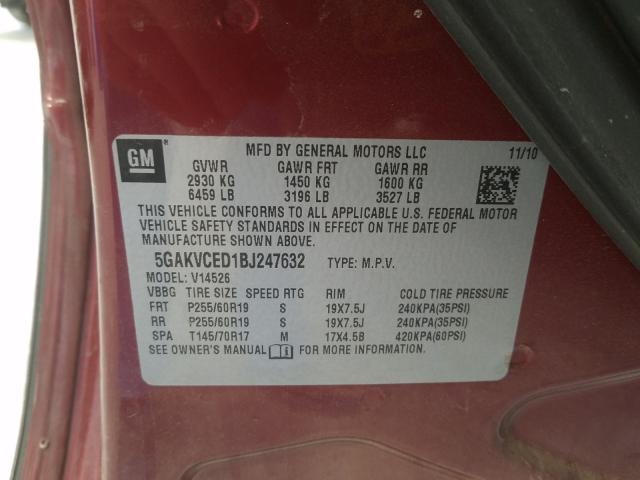 GM
MFD BY GENERAL MOTORS LLC 11/10
GVWR GAWR FRT GAWR RR
2930 KG 1450 KG 1600 KG
6459 LB 3196 LB 3527 LB
THIS VEHICLE CONFORMS TO ALL APPLICABLE U.S. FEDERAL MOTOR
VEHICLE SAFETY STANDARDS IN EFFECT ON THE DATE OF
MANUFACTURE SHOWN ABOVE.
5GAKVCED1BJ247632 TYPE: M.P.V.
MODEL: V14526
VBBG TIRE SIZE SPEED RTG RIM COLD TIRE PRESSURE
FRT P255/60R19 S 19X7.5J 240KPA(35PSI)
RR P255/60R19 S 19X7.5J 240KPA(35PSI)
SPA T145/70R17 M 17X4.5B 420KPA(60PSI)
SEE OWNER'S MANUAL FOR MORE INFORMATION.